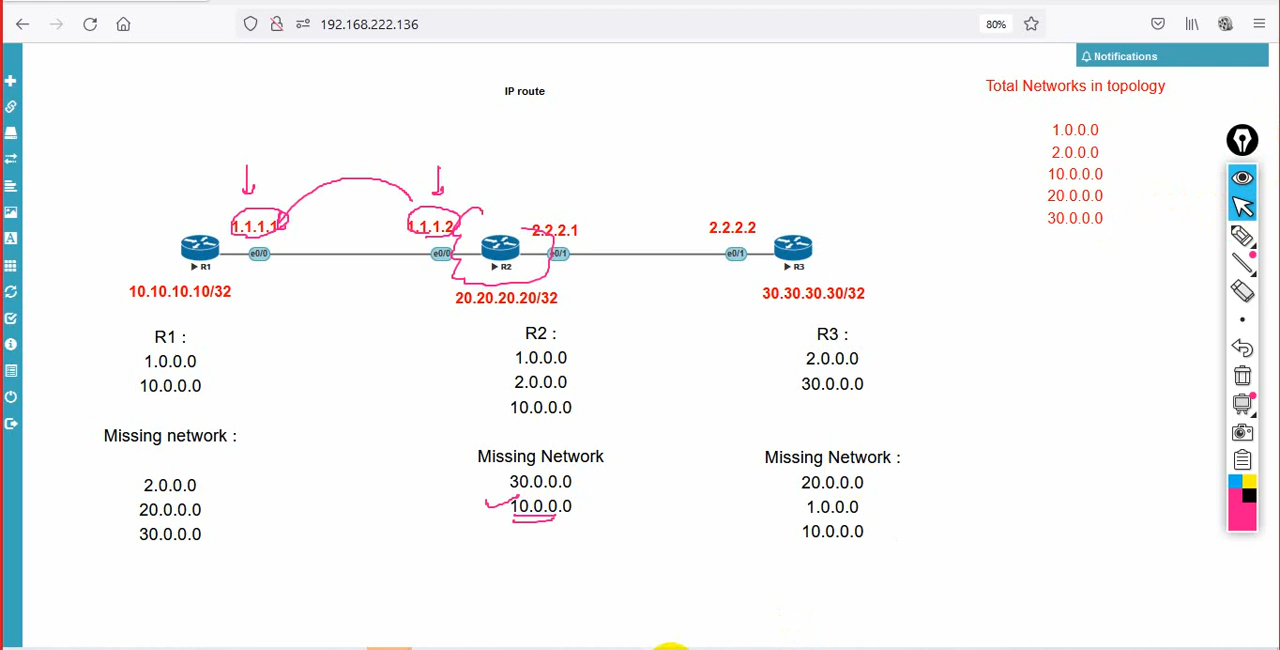 192.168.222.136
80%
Notifications
IP route
Total Networks in topology
1.0.0.0
2.0.0.0
10.0.0.0
20.0.0.0
30.0.0.0
1.1.1.1
1.1.1.2
2.2.2.1
2.2.2.2
e0/0
e0/0
e0/1
e0/1
R1
R2
R3
10.10.10.10/32
20.20.20.20/32
30.30.30.30/32
R1 :
1.0.0.0
10.0.0.0
Missing network :
2.0.0.0
20.0.0.0
30.0.0.0
R2 :
1.0.0.0
2.0.0.0
10.0.0.0
Missing Network
30.0.0.0
10.0.0.0
R3 :
2.0.0.0
30.0.0.0
Missing Network :
20.0.0.0
1.0.0.0
10.0.0.0